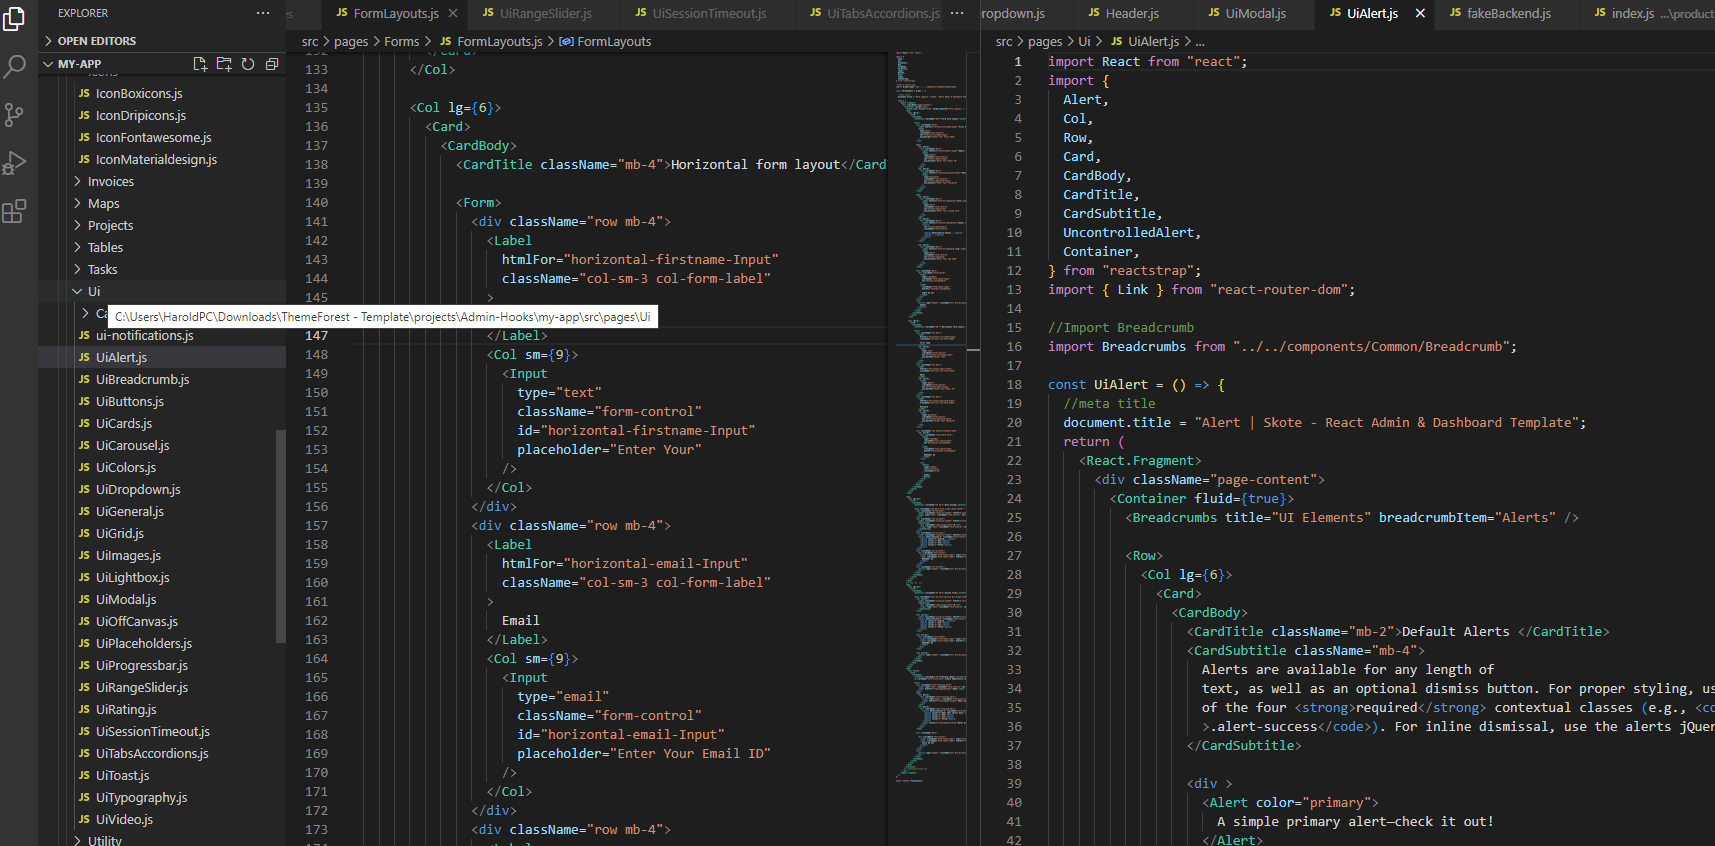 EXPLORER
···
OPEN EDITORS
MY-APP
Icons
JS IconBoxicons.js
JS IconDripicons.js
JS IconFontawesome.js
JS IconMaterialdesign.js
Invoices
Maps
Projects
Tables
Tasks
Ui
C:\Users\HaroldPC\Downloads\ThemeForest - Template\projects\Admin-Hooks\my-app\src\pages\Ui
JS ui-notifications.js
JS UiAlert.js
JS UiBreadcrumb.js
JS UiButtons.js
JS UiCards.js
JS UiCarousel.js
JS UiColors.js
JS UiDropdown.js
JS UiGeneral.js
JS UiGrid.js
JS UiImages.js
JS UiLightbox.js
JS UiModal.js
JS UiOffCanvas.js
JS UiPlaceholders.js
JS UiProgressbar.js
JS UiRangeSlider.js
JS UiRating.js
JS UiSessionTimeout.js
JS UiTabsAccordions.js
JS UiToast.js
JS UiTypography.js
JS UiVideo.js
Utility
es JS FormLayouts.js JS UiRangeSlider.js JS UiSessionTimeout.js JS UiTabsAccordions.js ···
src > pages > Forms > JS FormLayouts.js > FormLayouts
132 </Card>
133 </Col>
134
135 <Col lg={6}>
136 <Card>
137 <CardBody>
138 <CardTitle className="mb-4">Horizontal form layout</Card
139
140 <Form>
141 <div className="row mb-4">
142 <Label
143 htmlFor="horizontal-firstname-Input"
144 className="col-sm-3 col-form-label"
145 >
147 </Label>
148 <Col sm={9}>
149 <Input
150 type="text"
151 className="form-control"
152 id="horizontal-firstname-Input"
153 placeholder="Enter Your"
154 />
155 </Col>
156 </div>
157 <div className="row mb-4">
158 <Label
159 htmlFor="horizontal-email-Input"
160 className="col-sm-3 col-form-label"
161 >
162 Email
163 </Label>
164 <Col sm={9}>
165 <Input
166 type="email"
167 className="form-control"
168 id="horizontal-email-Input"
169 placeholder="Enter Your Email ID"
170 />
171 </Col>
172 </div>
173 <div className="row mb-4">
ropdown.js JS Header.js JS UiModal.js JS UiAlert.js JS fakeBackend.js JS index.js ...\product
src > pages > Ui > JS UiAlert.js > ...
1 import React from "react";
2 import {
3 Alert,
4 Col,
5 Row,
6 Card,
7 CardBody,
8 CardTitle,
9 CardSubtitle,
10 UncontrolledAlert,
11 Container,
12 } from "reactstrap";
13 import { Link } from "react-router-dom";
14
15 //Import Breadcrumb
16 import Breadcrumbs from "../../components/Common/Breadcrumb";
17
18 const UiAlert = () => {
19 //meta title
20 document.title = "Alert | Skote - React Admin & Dashboard Template";
21 return (
22 <React.Fragment>
23 <div className="page-content">
24 <Container fluid={true}>
25 <Breadcrumbs title="UI Elements" breadcrumbItem="Alerts" />
26
27 <Row>
28 <Col lg={6}>
29 <Card>
30 <CardBody>
31 <CardTitle className="mb-2">Default Alerts </CardTitle>
32 <CardSubtitle className="mb-4">
33 Alerts are available for any length of
34 text, as well as an optional dismiss button. For proper styling, us
35 of the four <strong>required</strong> contextual classes (e.g., <co
36 >.alert-success</code>). For inline dismissal, use the alerts jQuer
37 </CardSubtitle>
38
39 <div >
40 <Alert color="primary">
41 A simple primary alert—check it out!
42 </Alert>